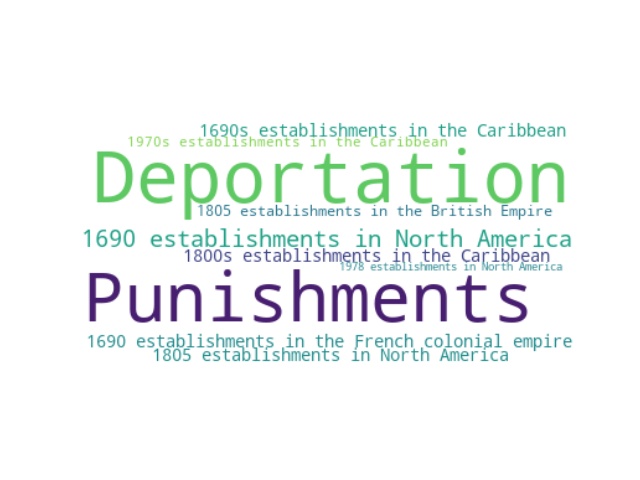 1690s establishments in the Caribbean
1970s establishments in the Caribbean
Deportation
1805 establishments in the British Empire
1690 establishments in North America
1800s establishments in the Caribbean
1978 establishments in North America
Punishments
1690 establishments in the French colonial empire
1805 establishments in North America